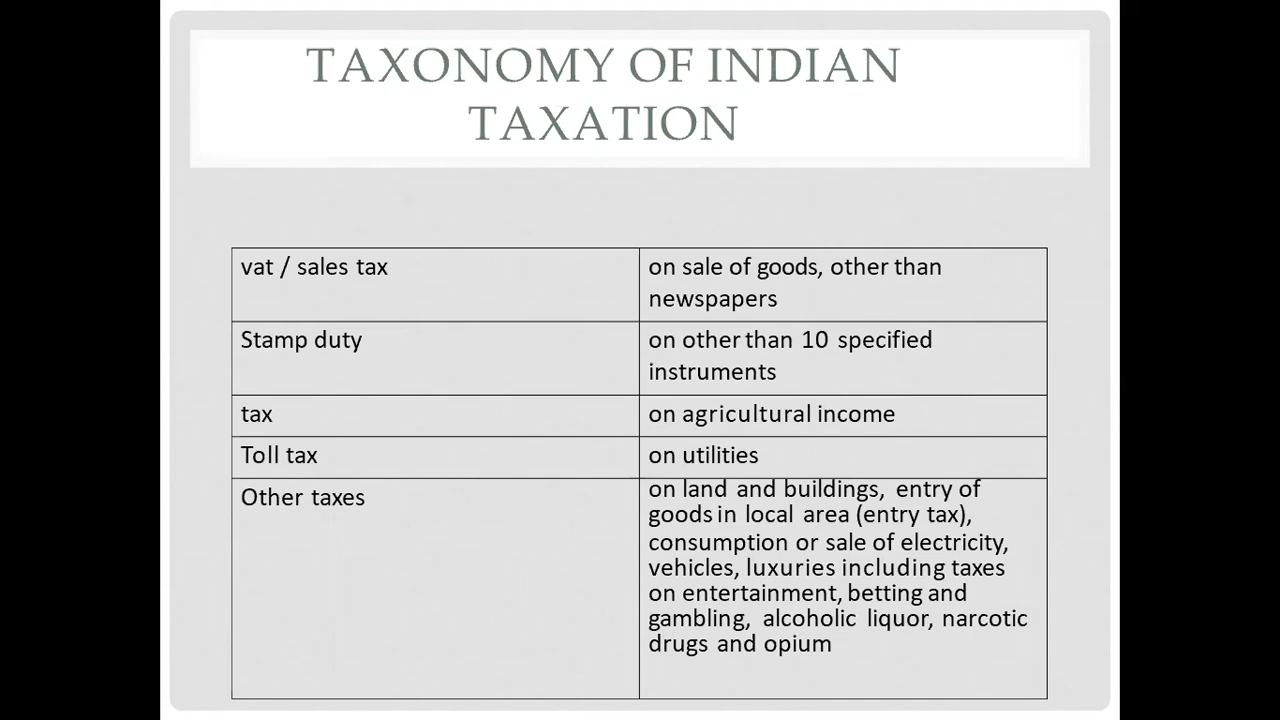 TAXONOMY OF INDIAN
TAXATION
vat / sales tax
on sale of goods, other than
newspapers
Stamp duty
on other than 10 specified
instruments
tax
on agricultural income
Toll tax
on utilities
Other taxes
on land and buildings, entry of
goods in local area (entry tax),
consumption or sale of electricity,
vehicles, luxuries including taxes
on entertainment, betting and
gambling, alcoholic liquor, narcotic
drugs and opium